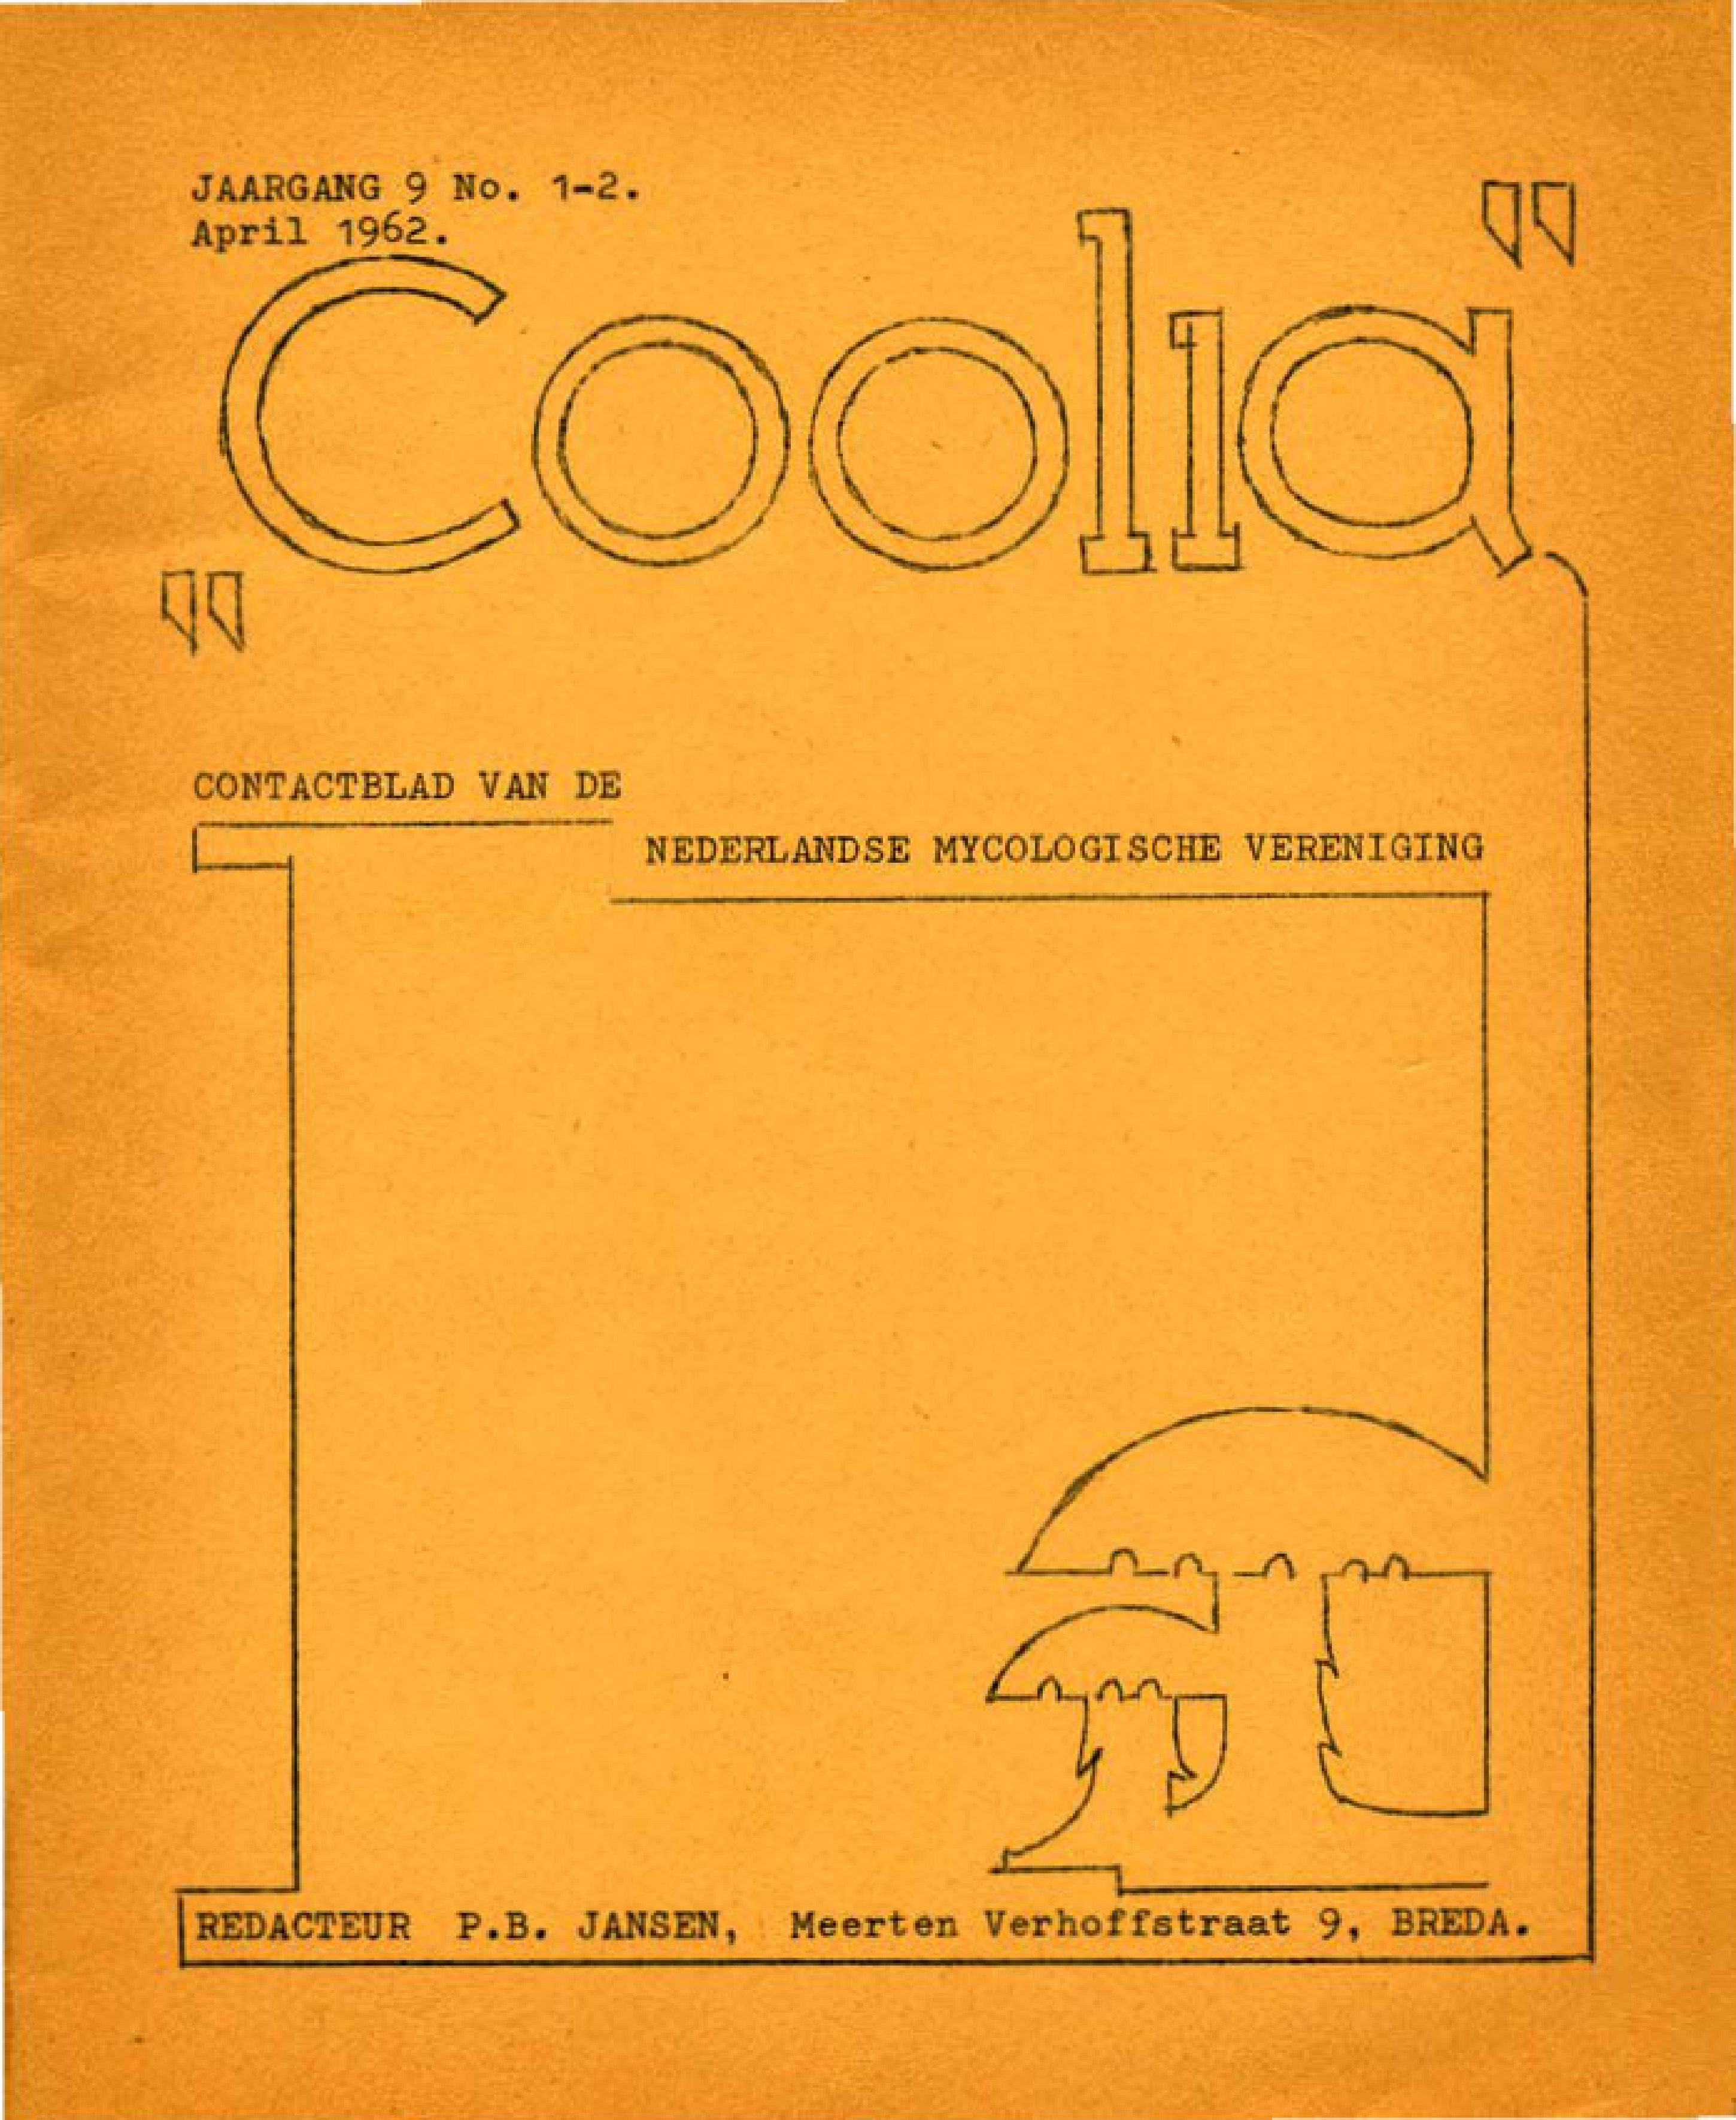 JAARGANG 9 No. 1-2.
April 1962.
„Coolia”
CONTACTBLAD VAN DE
NEDERLANDSE MYCOLOGISCHE VERENIGING
REDACTEUR P.B. JANSEN, Meerten Verhoffstraat 9, BREDA.